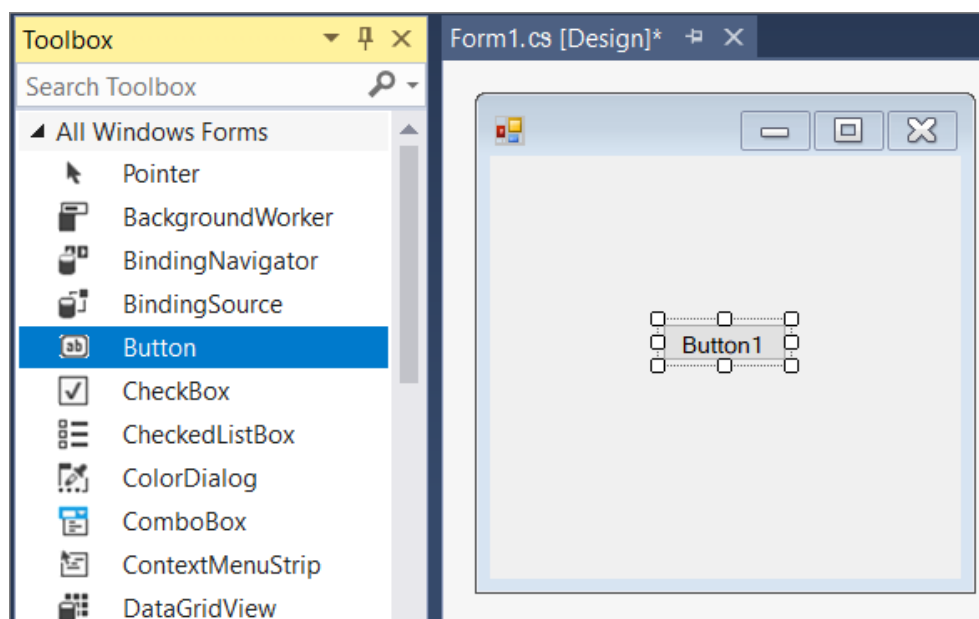 Toolbox
Search Toolbox
All Windows Forms
Pointer
BackgroundWorker
BindingNavigator
BindingSource
Button
CheckBox
CheckedListBox
ColorDialog
ComboBox
ContextMenuStrip
DataGridView
Form1.cs [Design]*
Button1